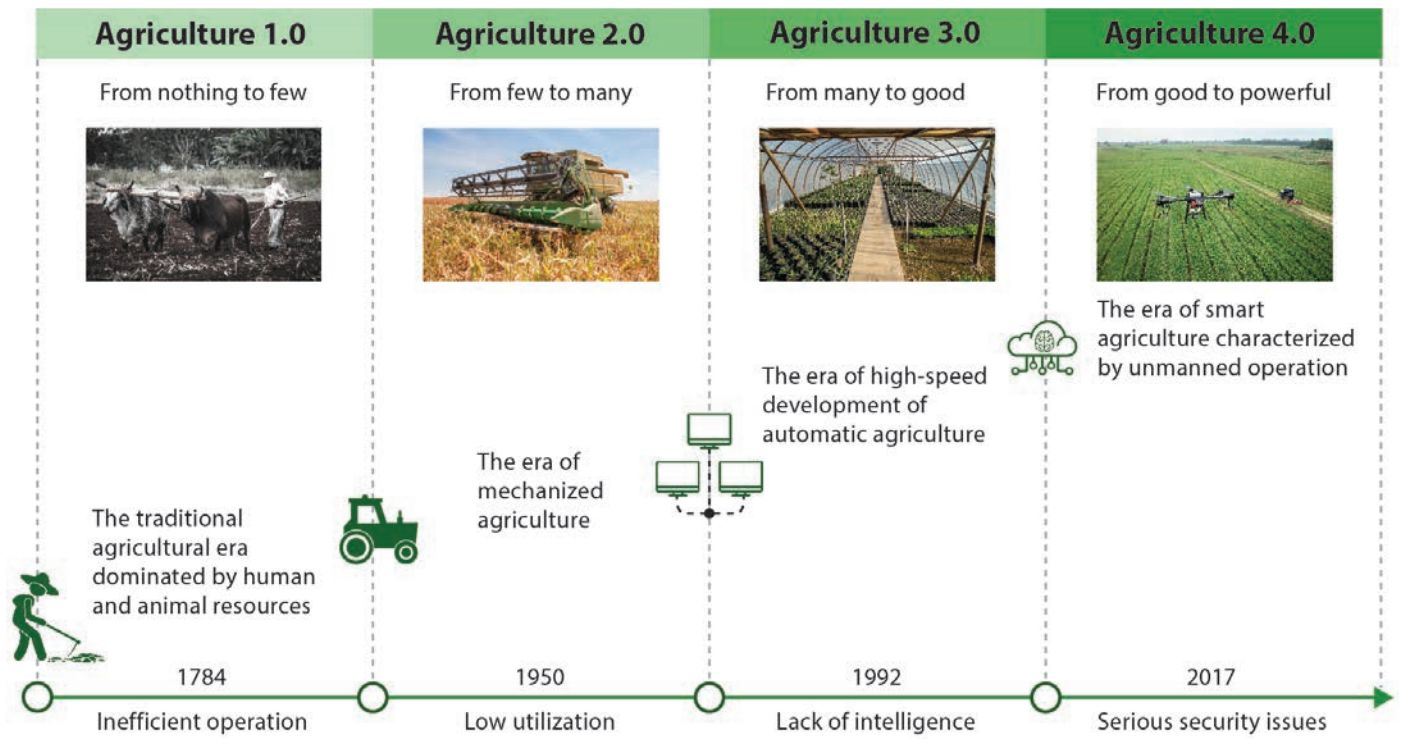 Agriculture 1.0
Agriculture 2.0
Agriculture 3.0
Agriculture 4.0
From nothing to few
From few to many
From many to good
From good to powerful
The traditional
agricultural era
dominated by human
and animal resources
The era of
mechanized
agriculture
The era of high-speed
development of
automatic agriculture
The era of smart
agriculture characterized
by unmanned operation
1784
1950
1992
2017
Inefficient operation
Low utilization
Lack of intelligence
Serious security issues